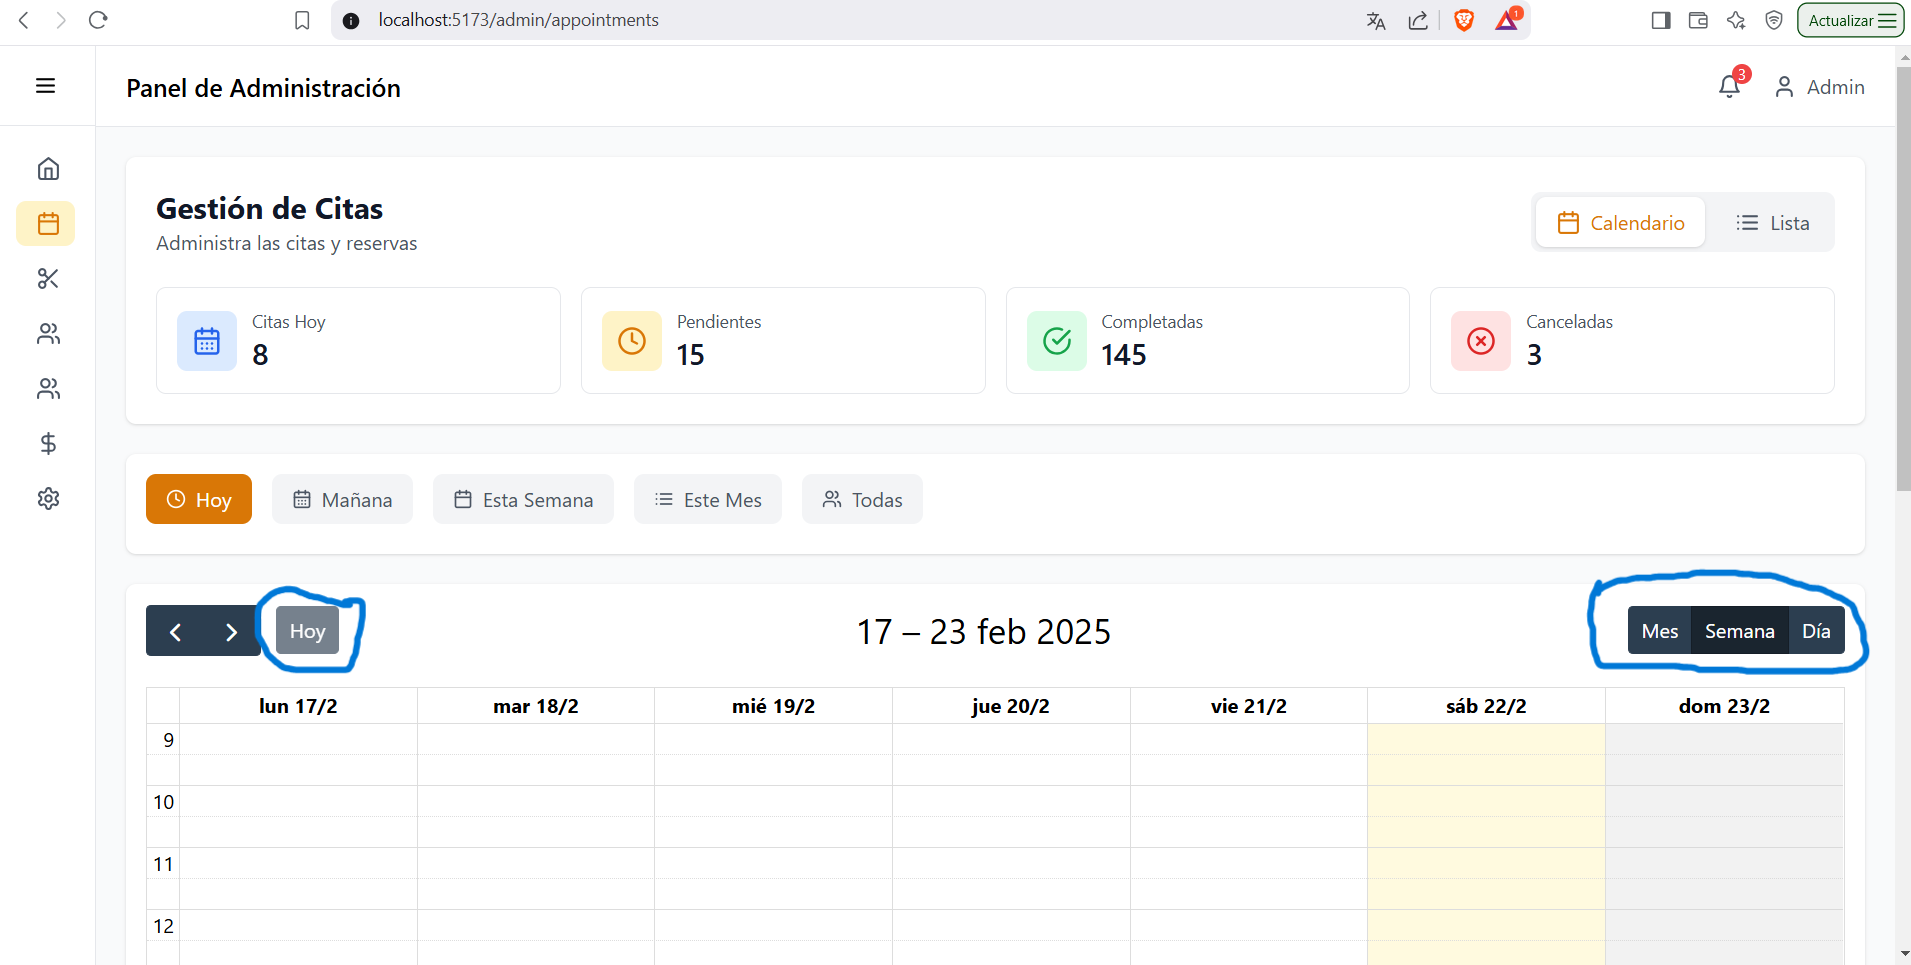 localhost:5173/admin/appointments
1
Actualizar
Panel de Administración
3
Admin
Gestión de Citas
Administra las citas y reservas
Calendario
Lista
Citas Hoy
8
Pendientes
15
Completadas
145
Canceladas
3
Hoy
Mañana
Esta Semana
Este Mes
Todas
Hoy
17 – 23 feb 2025
Mes
Semana
Día
lun 17/2
mar 18/2
mié 19/2
jue 20/2
vie 21/2
sáb 22/2
dom 23/2
9
10
11
12